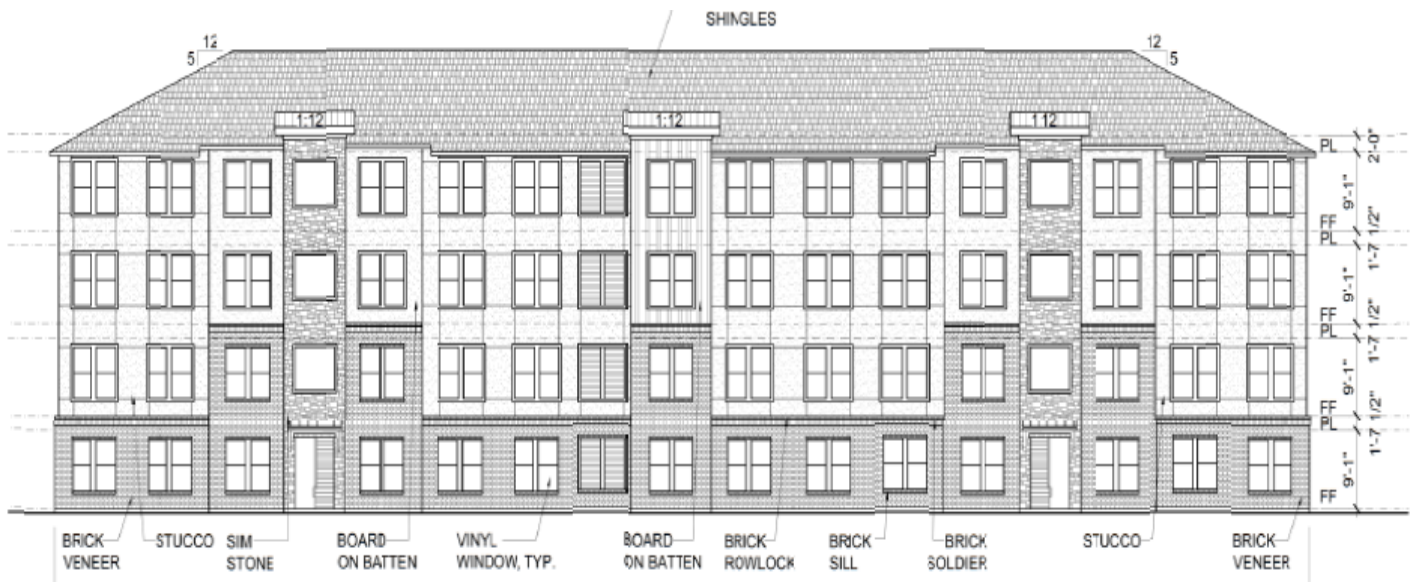 SHINGLES
12
5
12
5
1:12
1:12
1:12
PL
2'-0"
9'-1"
FF
PL
1'-7 1/2"
9'-1"
FF
PL
1'-7 1/2"
9'-1"
FF
PL
1'-7 1/2"
9'-1"
FF
BRICK
VENEER
STUCCO
SIM
STONE
BOARD
ON BATTEN
VINYL
WINDOW, TYP.
BOARD
ON BATTEN
BRICK
ROWLOCK
BRICK
SILL
BRICK
SOLDIER
STUCCO
BRICK
VENEER